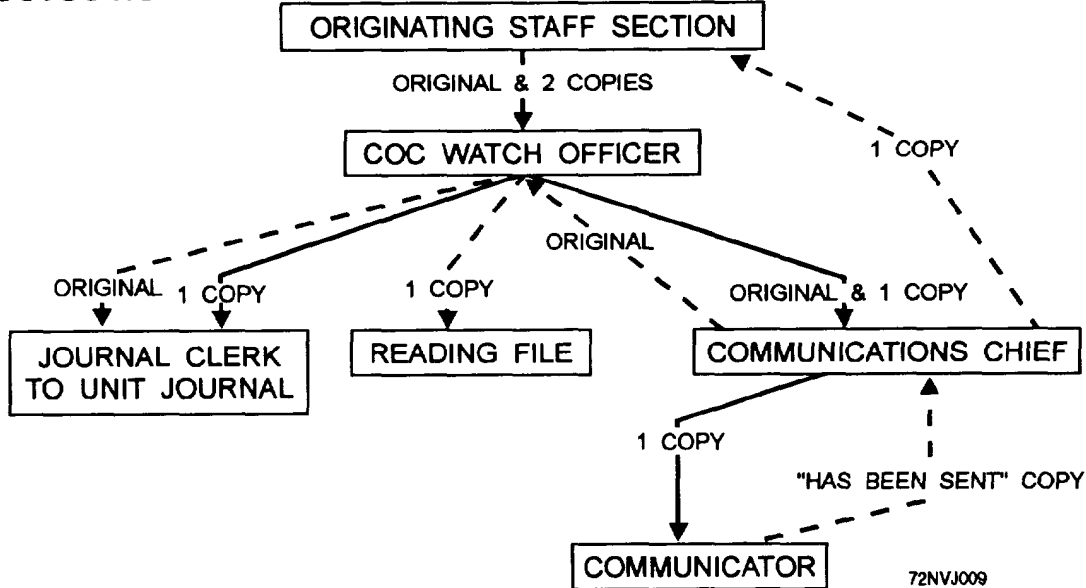 ORIGINATING STAFF SECTION
ORIGINAL & 2 COPIES
COC WATCH OFFICER
1 COPY
ORIGINAL
ORIGINAL
1 COPY
1 COPY
ORIGINAL & 1 COPY
JOURNAL CLERK
TO UNIT JOURNAL
READING FILE
COMMUNICATIONS CHIEF
1 COPY
"HAS BEEN SENT" COPY
COMMUNICATOR
72NVJ009